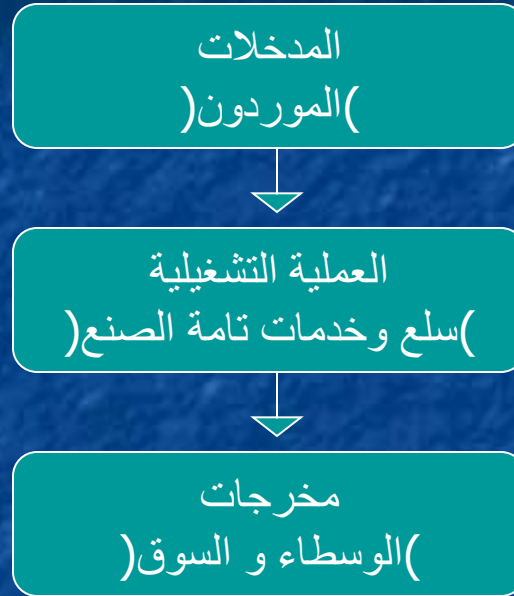 المدخلات
)الموردون(
العملية التشغيلية
)سلع وخدمات تامة الصنع(
مخرجات
)الوسطاء و السوق(